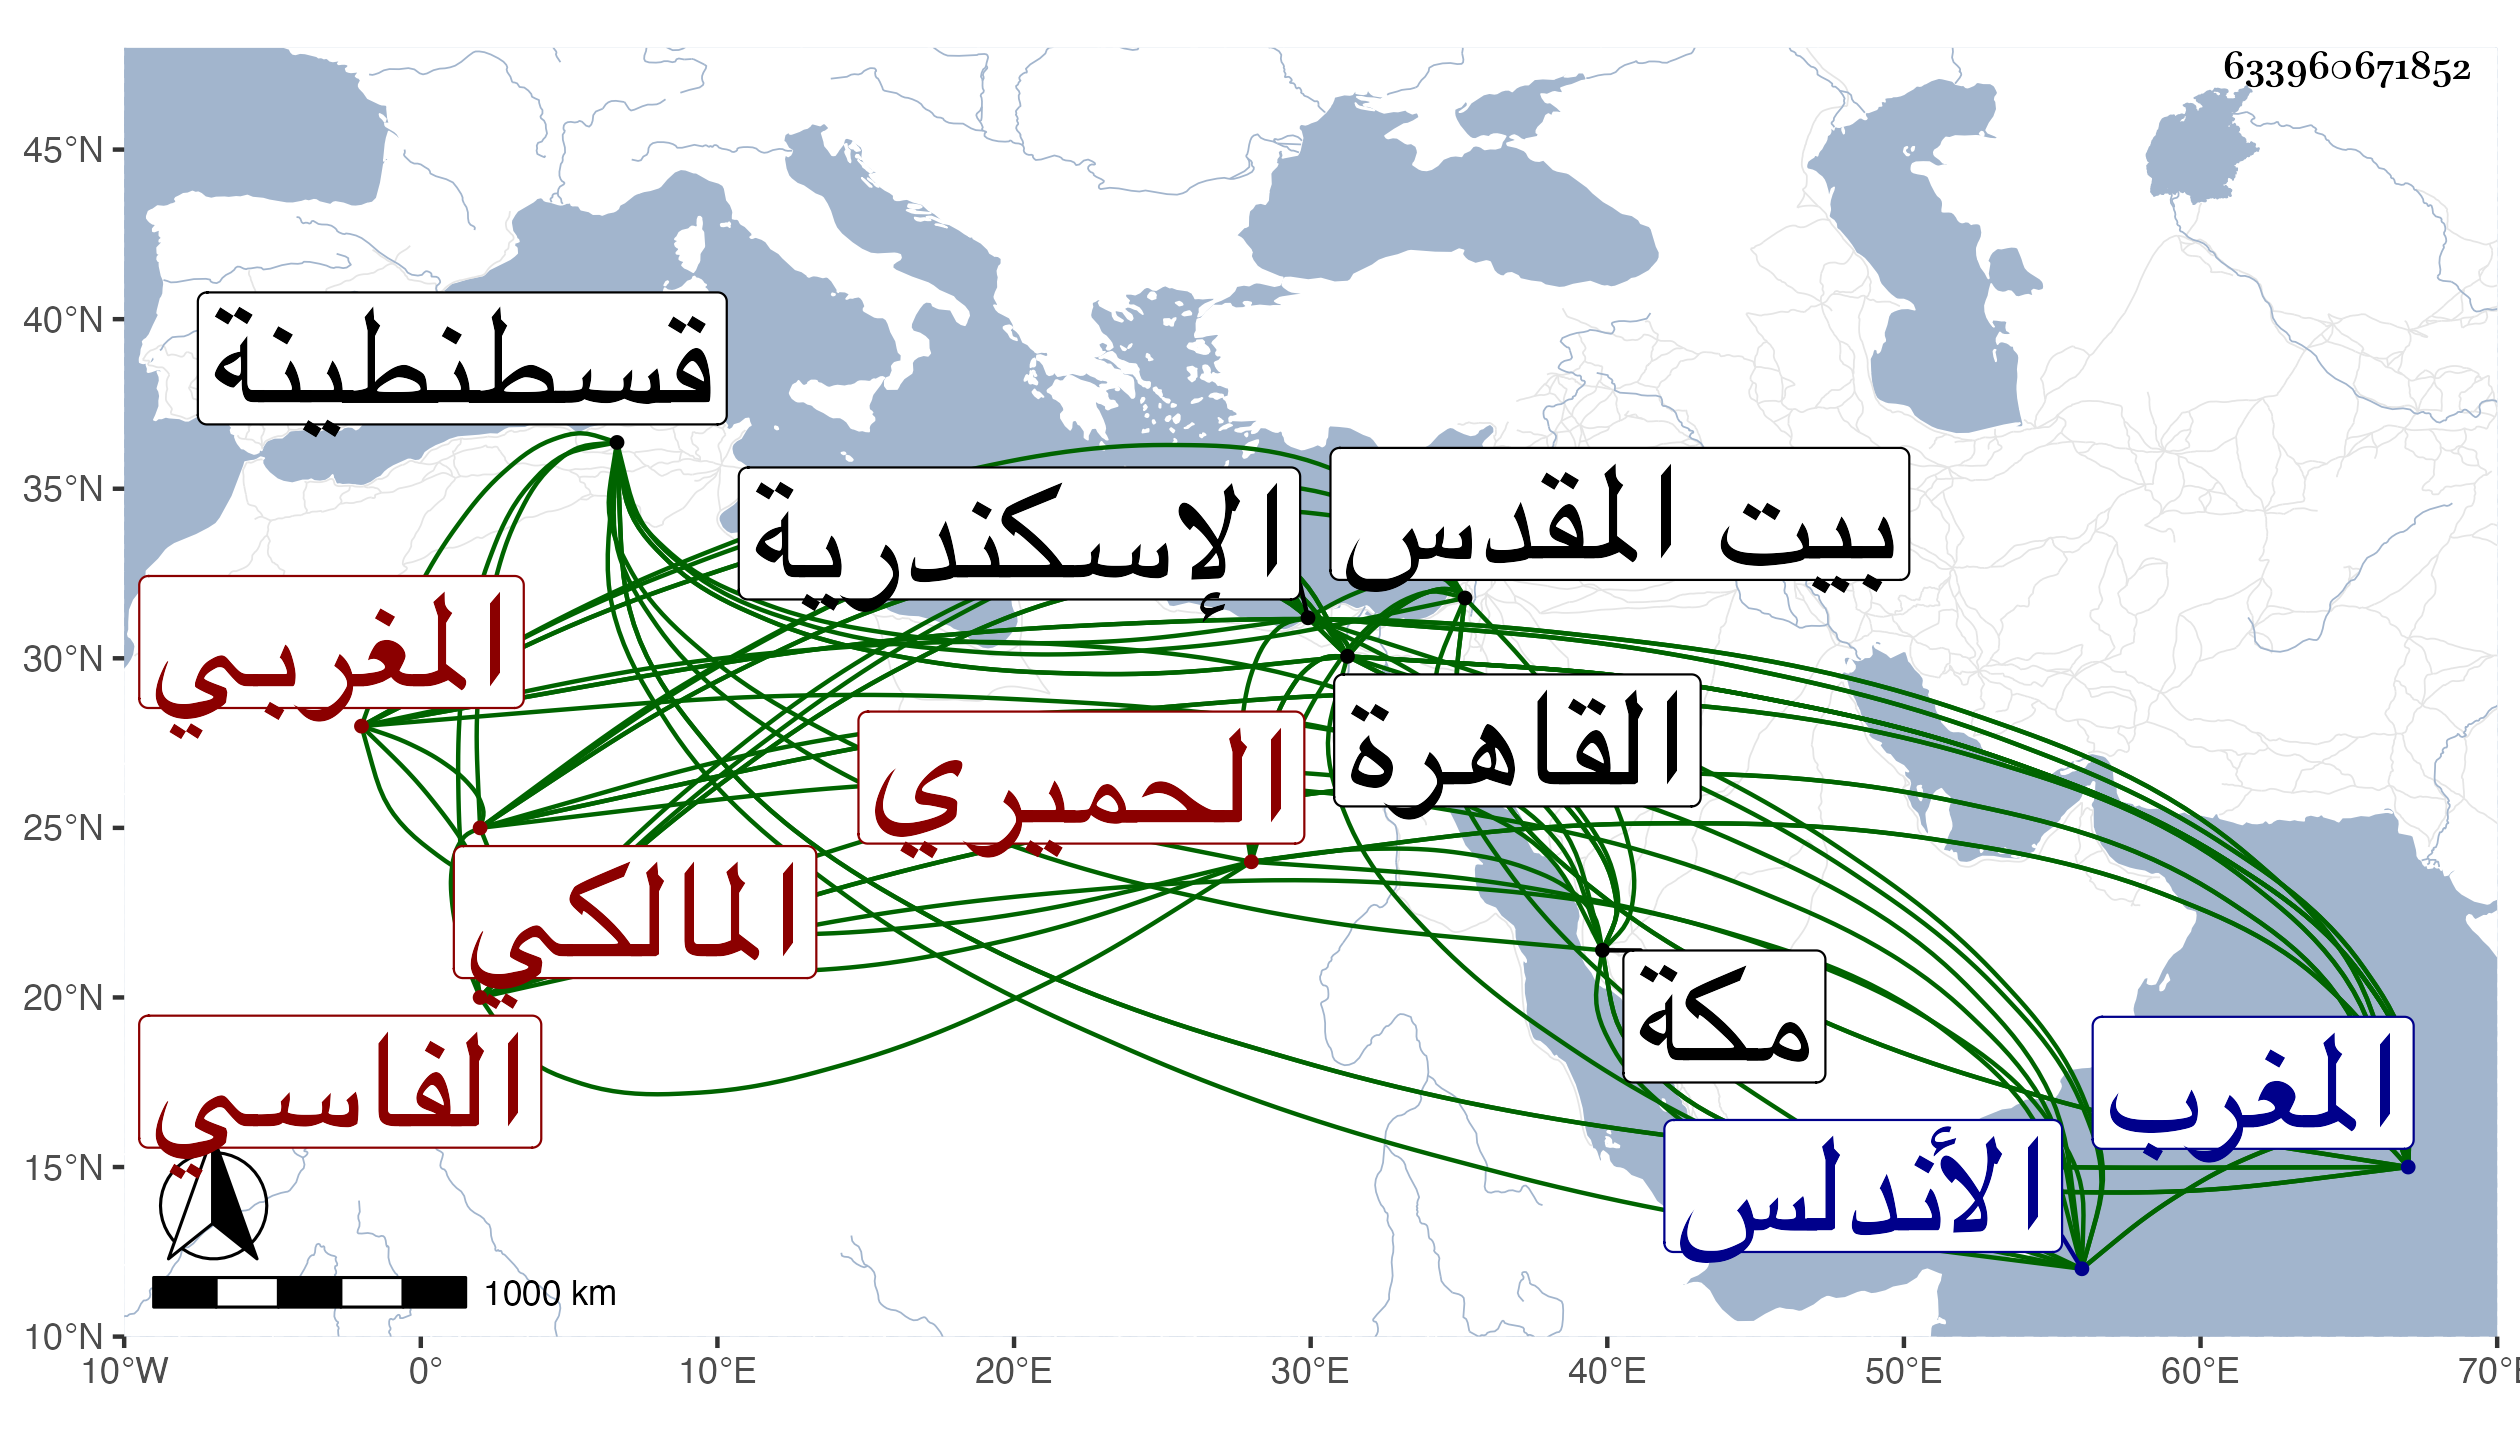 633960671852
45°N
40°N
35°N
30°N
25°N
20°N
15°N
10°N
قسطنطينة
بيت المقدس
الإسكندرية
المغربي
القاهرة
الحميري
المالكي
مكة
الفاسي
المغرب
الأندلس
1000 km
10°W 0° 10°E 20°E 30°E 40°E 50°E 60°E 70°E